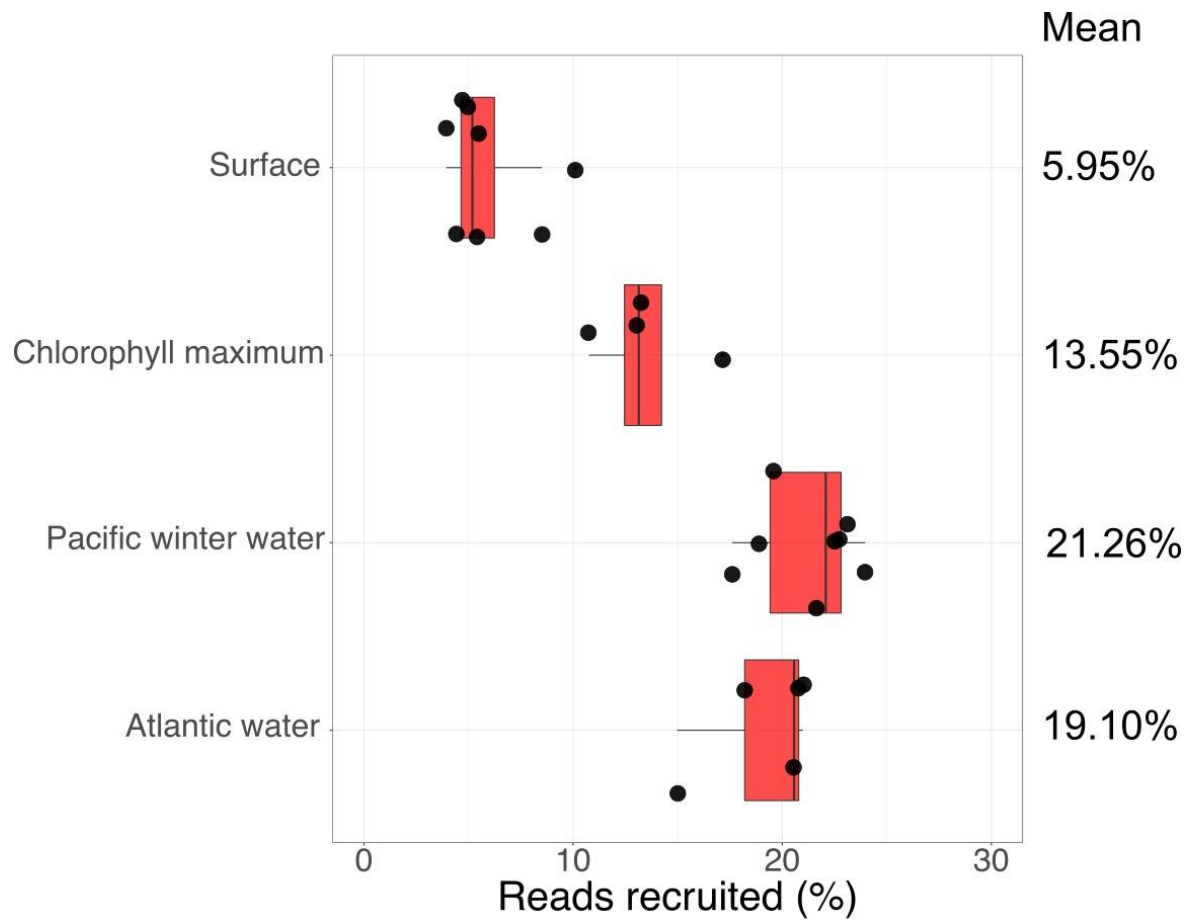 Mean
Surface 5.95%
Chlorophyll maximum 13.55%
Pacific winter water 21.26%
Atlantic water 19.10%
0 10 20 30
Reads recruited (%)